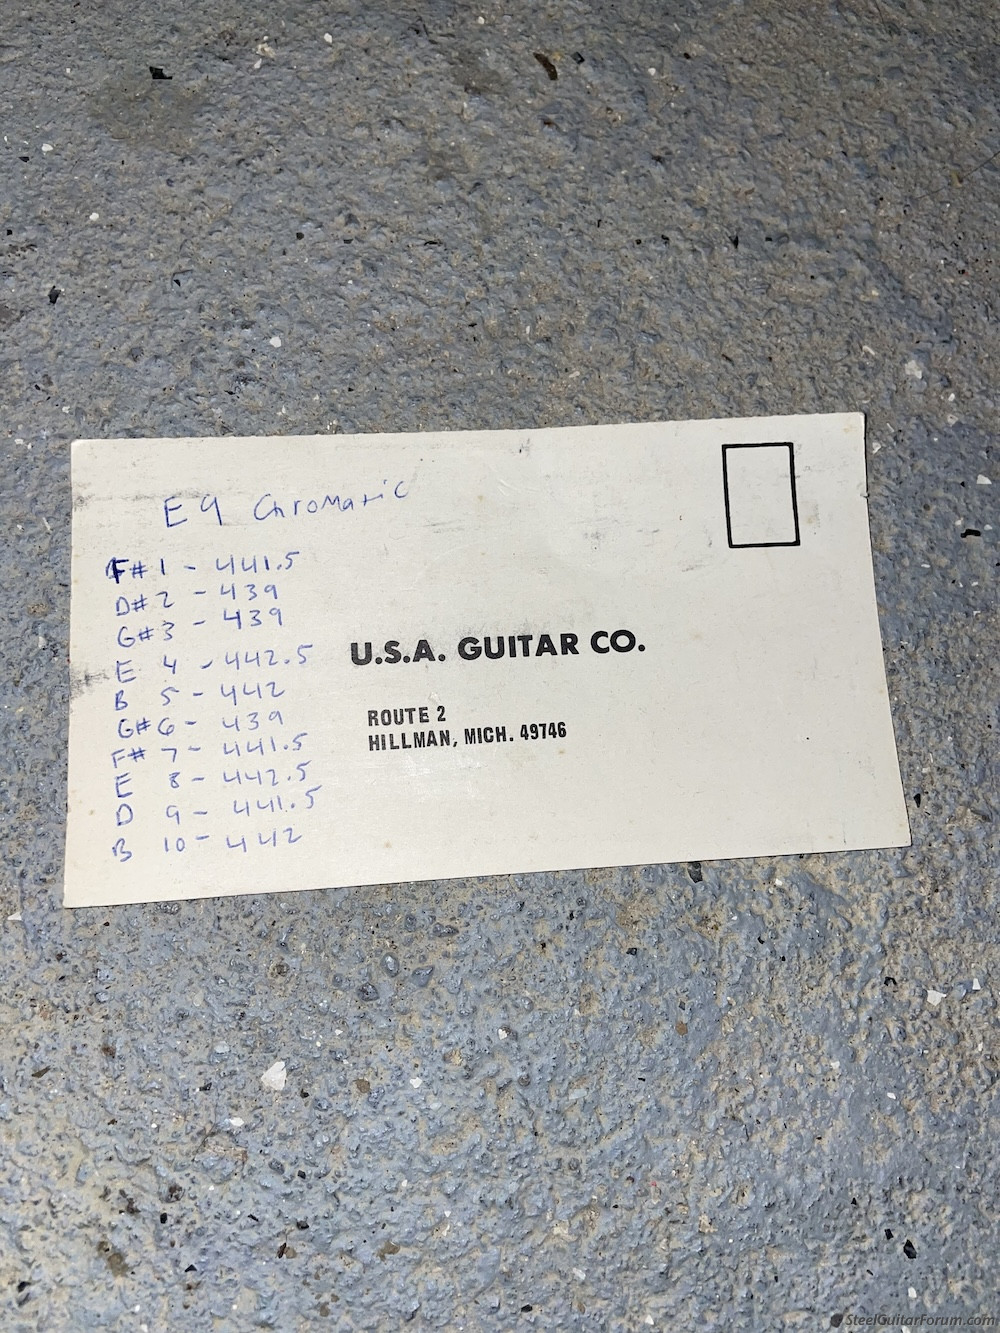 E9 Chromatic
F# 1 - 441.5
D# 2 - 439
G# 3 - 439
E 4 - 442.5
B 5 - 442
G# 6 - 439
F# 7 - 441.5
E 8 - 442.5
D 9 - 441.5
B 10 - 442
U.S.A. GUITAR CO.
ROUTE 2
HILLMAN, MICH. 49746
SteelGuitarForum.com